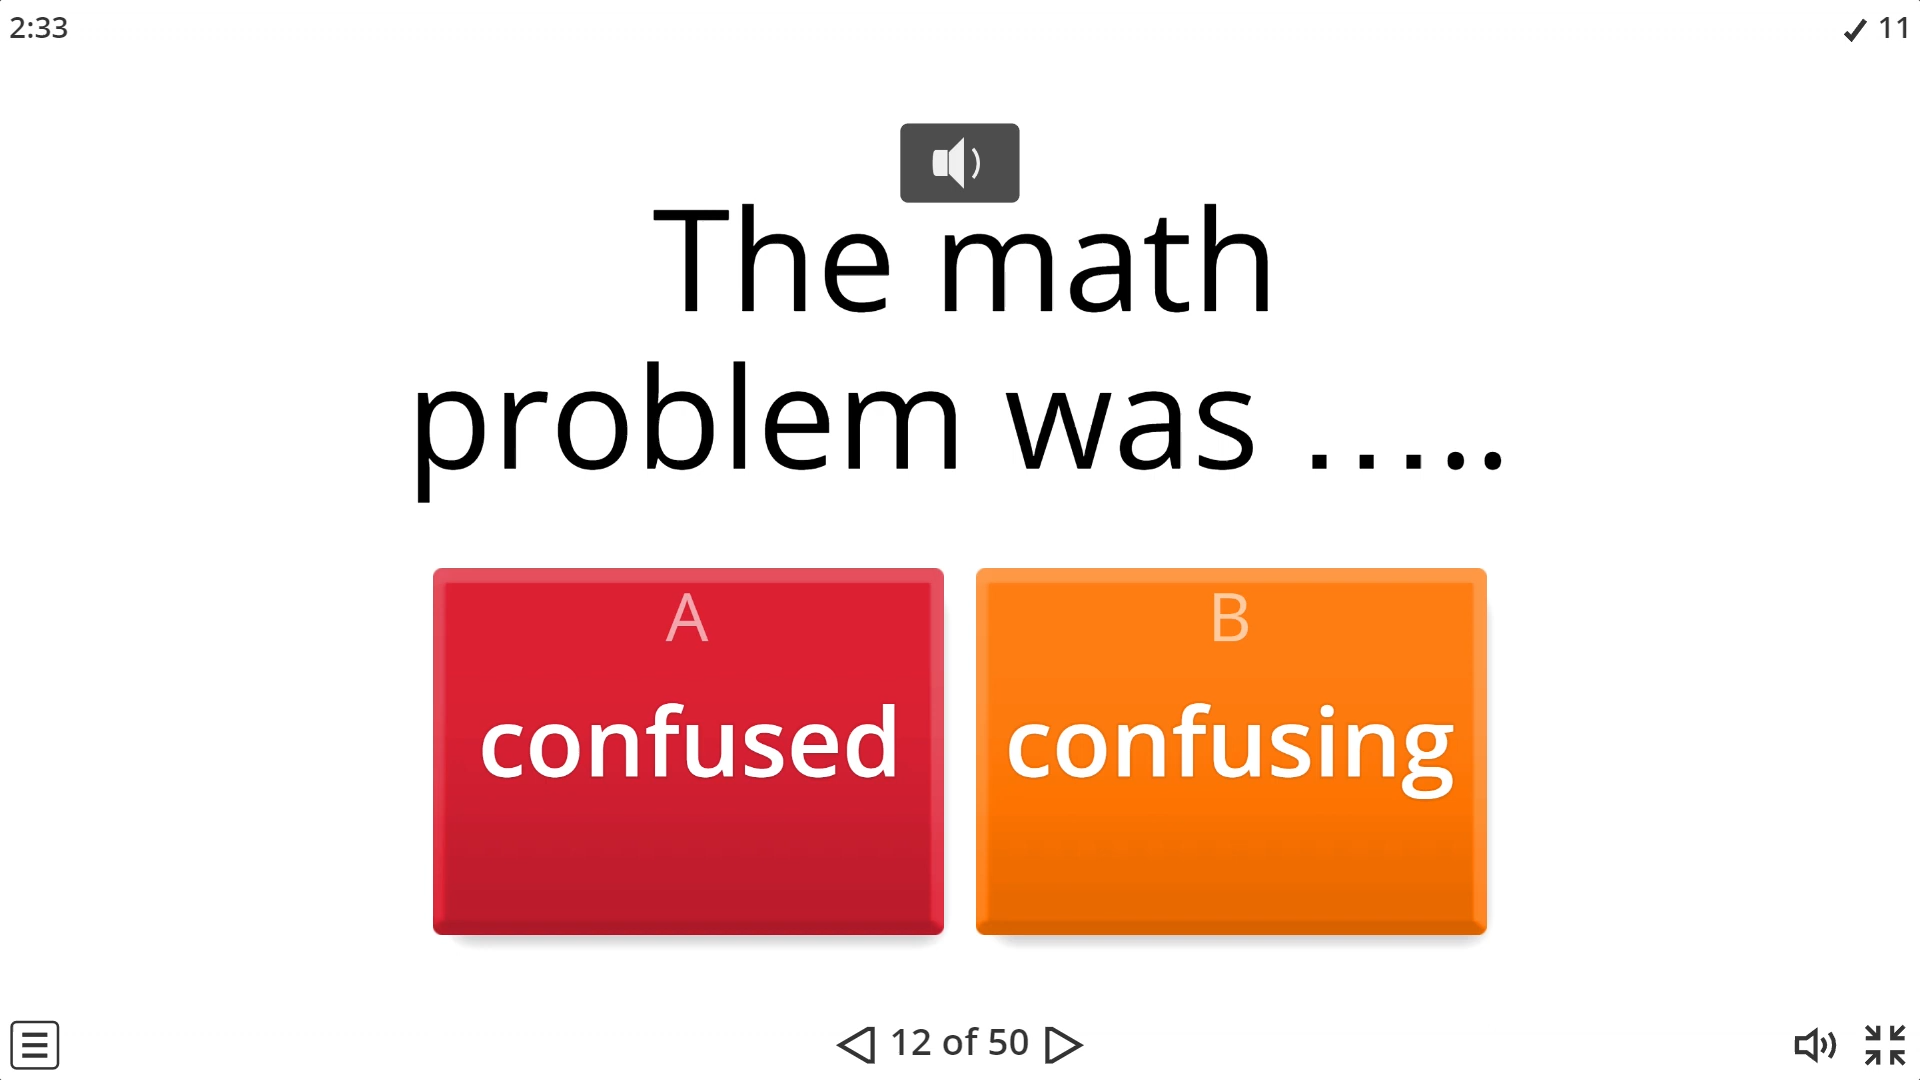 2:33
✓ 11
The math
problem was …..
A
confused
B
confusing
12 of 50